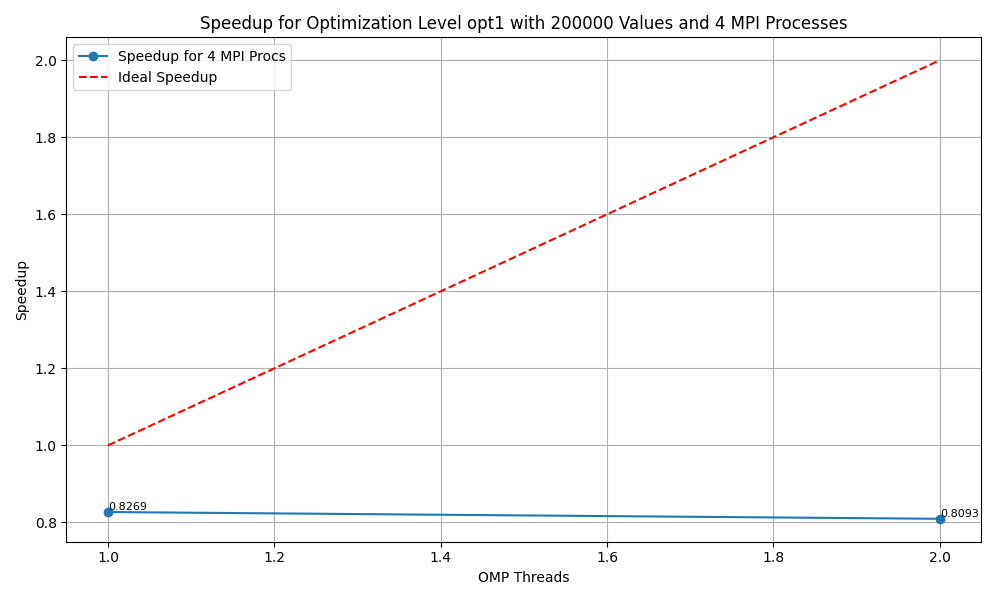 Speedup for Optimization Level opt1 with 200000 Values and 4 MPI Processes
Speedup for 4 MPI Procs
Ideal Speedup
2.0
1.8
1.6
1.4
1.2
1.0
0.8
Speedup
0.8269
0.8093
1.0 1.2 1.4 1.6 1.8 2.0
OMP Threads